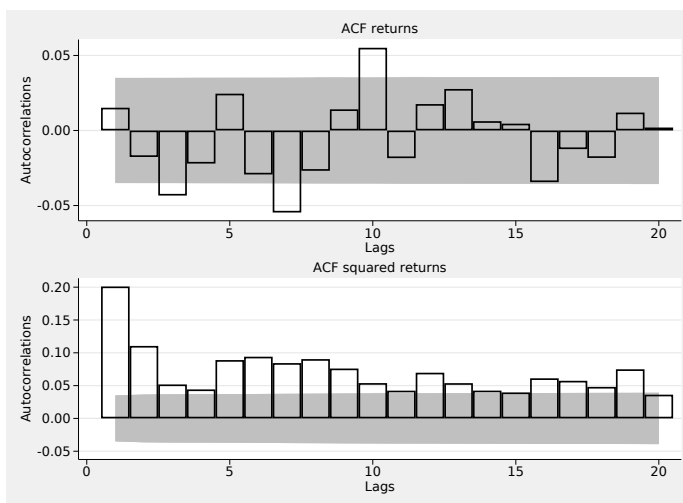 ACF returns
Autocorrelations
0.05
0.00
-0.05
0 5 10 15 20
Lags
ACF squared returns
Autocorrelations
0.20
0.15
0.10
0.05
0.00
-0.05
0 5 10 15 20
Lags